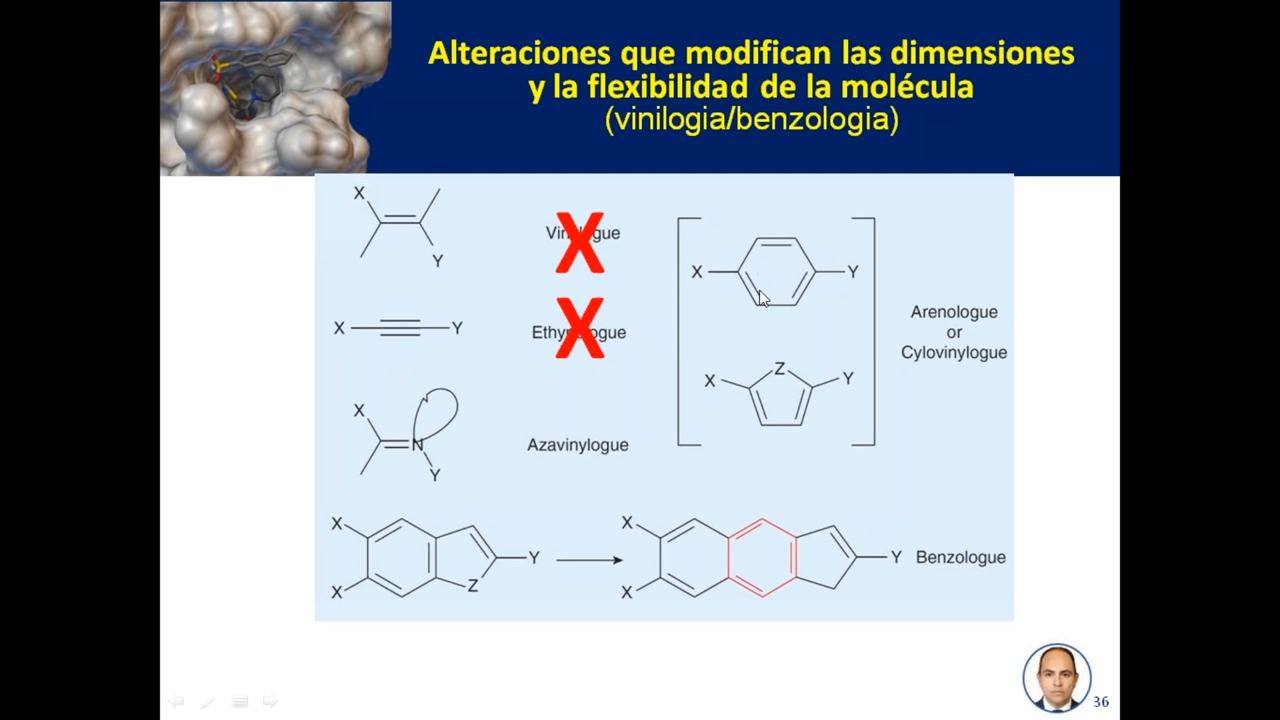 Alteraciones que modifican las dimensiones
y la flexibilidad de la molécula
(vinilogia/benzologia)
X
Y
X
X Y
X
X
N
Y
Azavinylogue
X Y
Z
X Y
Arenologue
or
Cylovinylogue
X
X
Z
Y
X
X
Y
Benzologue
36